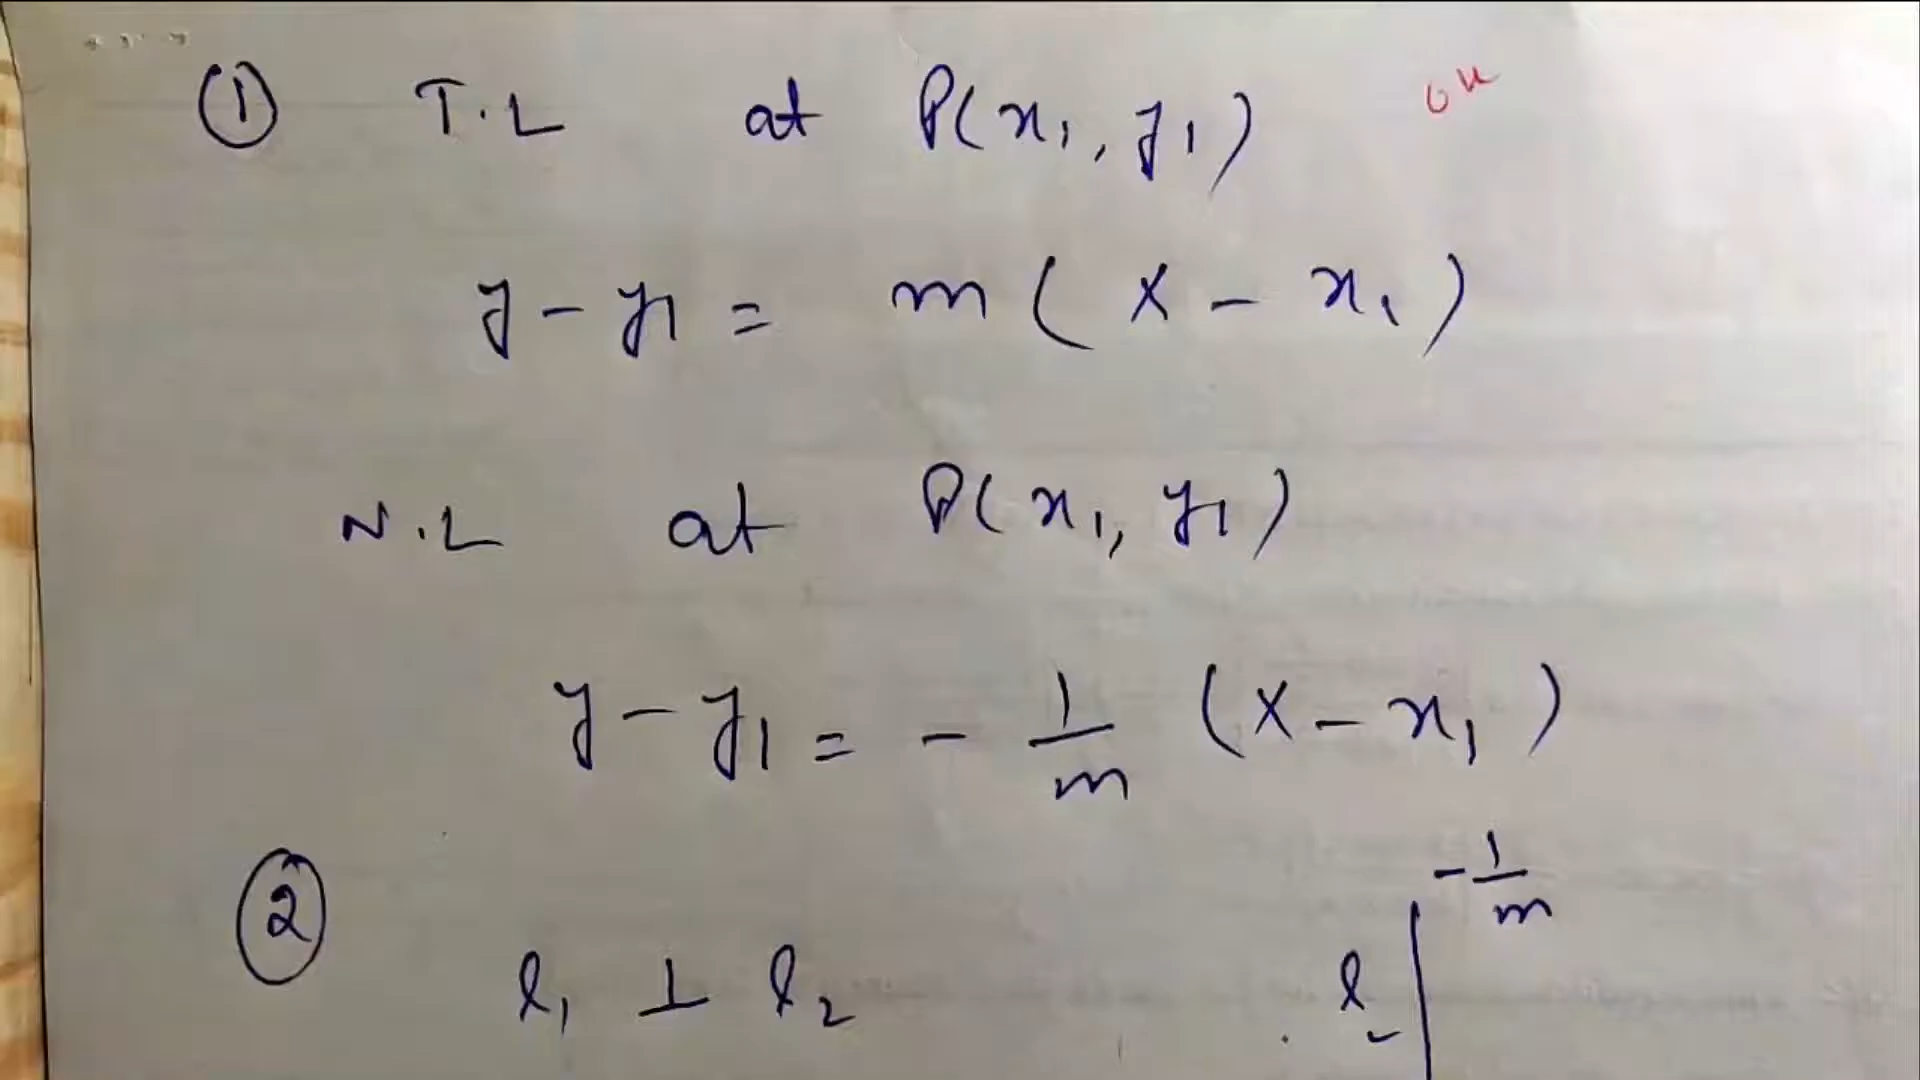 ① T.L at P(x₁, y₁)
y - y₁ = m ( x - x₁ )
N.L at P(x₁, y₁)
y - y₁ = - 1/m (x - x₁)
② - 1/m
l₁ ⊥ l₂ l₂